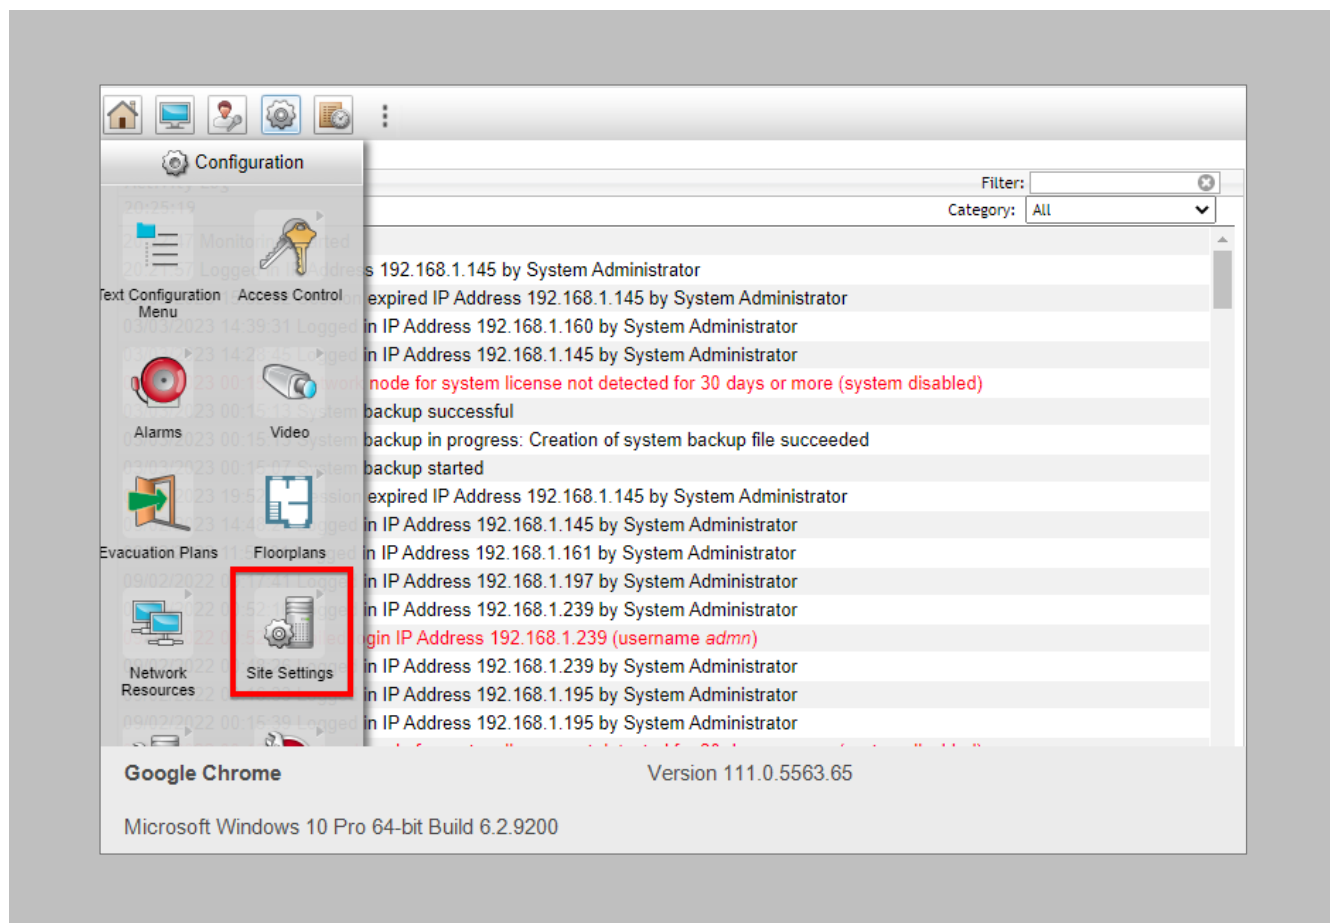 Configuration
Filter:
Category: All
Text Configuration Menu
Access Control
Alarms
Video
Evacuation Plans
Floorplans
Network Resources
Site Settings
s 192.168.1.145 by System Administrator
expired IP Address 192.168.1.145 by System Administrator
03/03/2023 14:39:31 Logged in IP Address 192.168.1.160 by System Administrator
in IP Address 192.168.1.145 by System Administrator
node for system license not detected for 30 days or more (system disabled)
backup successful
backup in progress: Creation of system backup file succeeded
backup started
expired IP Address 192.168.1.145 by System Administrator
in IP Address 192.168.1.145 by System Administrator
in IP Address 192.168.1.161 by System Administrator
in IP Address 192.168.1.197 by System Administrator
in IP Address 192.168.1.239 by System Administrator
gin IP Address 192.168.1.239 (username admn)
in IP Address 192.168.1.239 by System Administrator
in IP Address 192.168.1.195 by System Administrator
in IP Address 192.168.1.195 by System Administrator
Google Chrome
Version 111.0.5563.65
Microsoft Windows 10 Pro 64-bit Build 6.2.9200